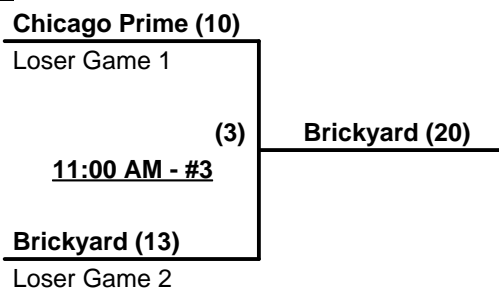 Chicago Prime (10)
Loser Game 1
(3)
Brickyard (20)
11:00 AM - #3
Brickyard (13)
Loser Game 2